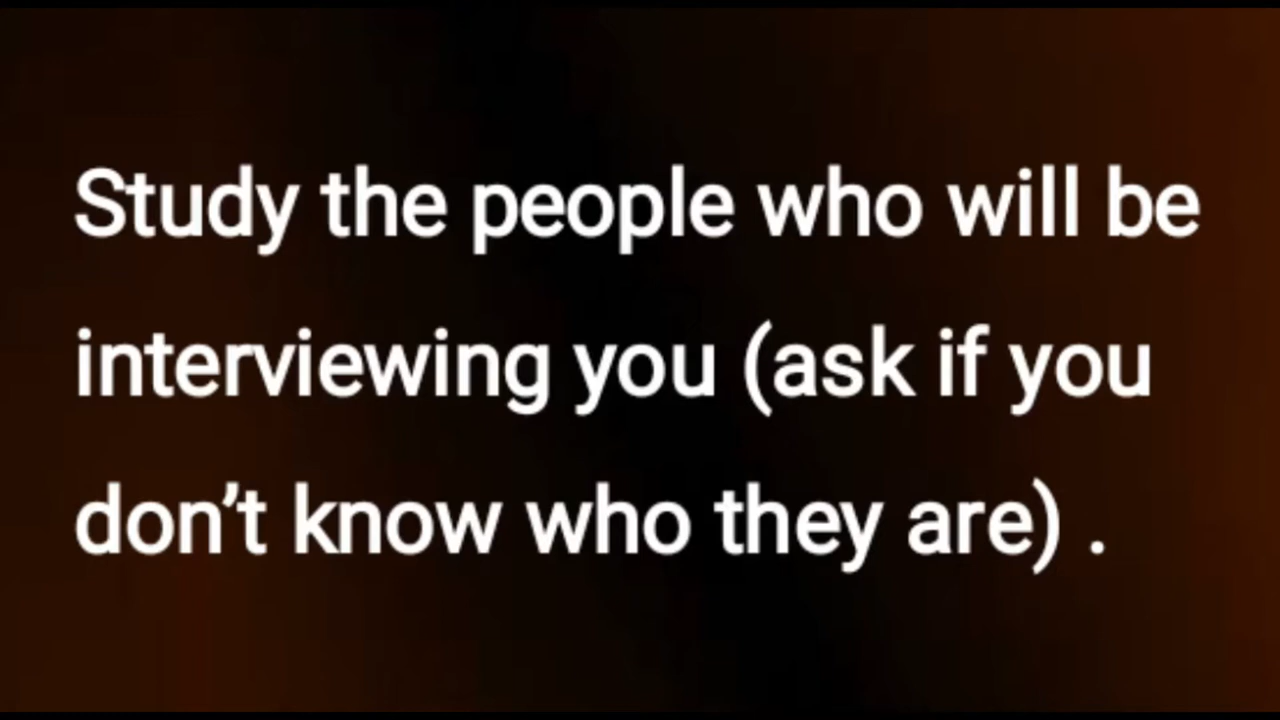 Study the people who will be
interviewing you (ask if you
don’t know who they are) .